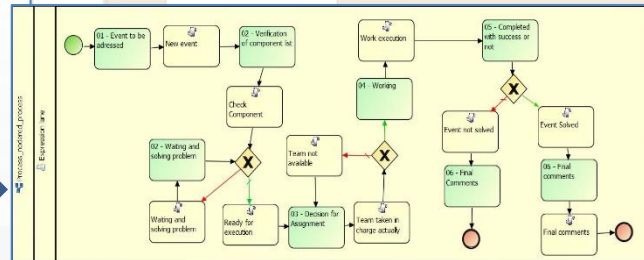 Process_ordered_process
Expression lane
01 - Event to be
adressed
New event
02 - Verification
of component list
Check
Component
02 - Wating and
solving problem
Wating and
solving problem
X
Ready for
execution
03 - Decision for
Assignment
Team not
available
Team taken in
charge actually
X
04 - Working
Work execution
05 - Completed
with success or
not
X
Event not solved
06 - Final
Comments
Event Solved
06 - Final
comments
Final comments